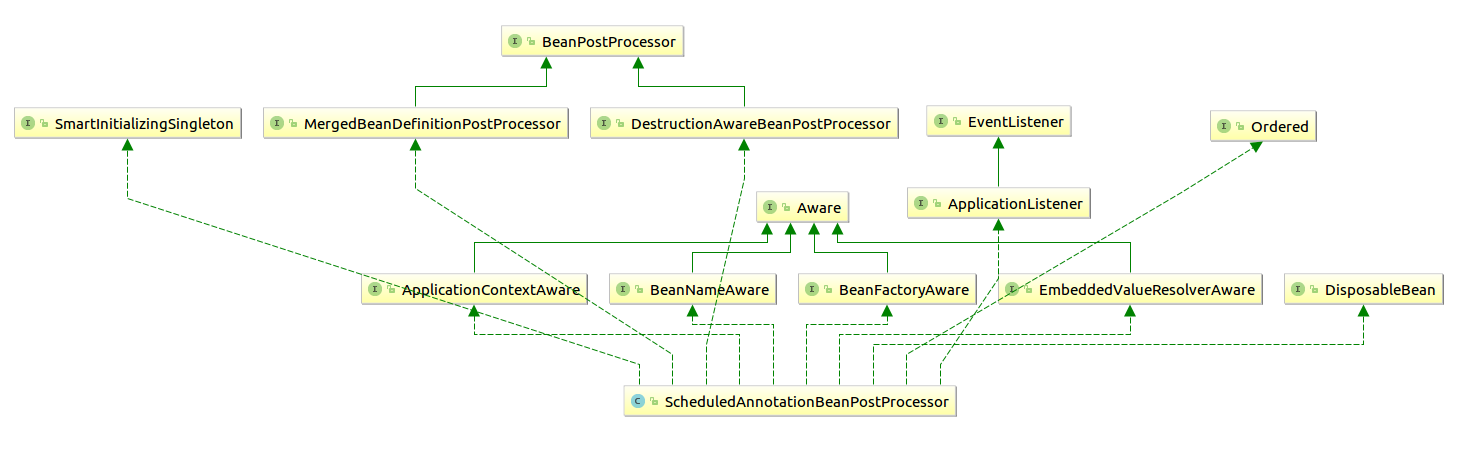 I BeanPostProcessor
I SmartInitializingSingleton
I MergedBeanDefinitionPostProcessor
I DestructionAwareBeanPostProcessor
I EventListener
I Ordered
I Aware
I ApplicationListener
I ApplicationContextAware
I BeanNameAware
I BeanFactoryAware
I EmbeddedValueResolverAware
I DisposableBean
C ScheduledAnnotationBeanPostProcessor